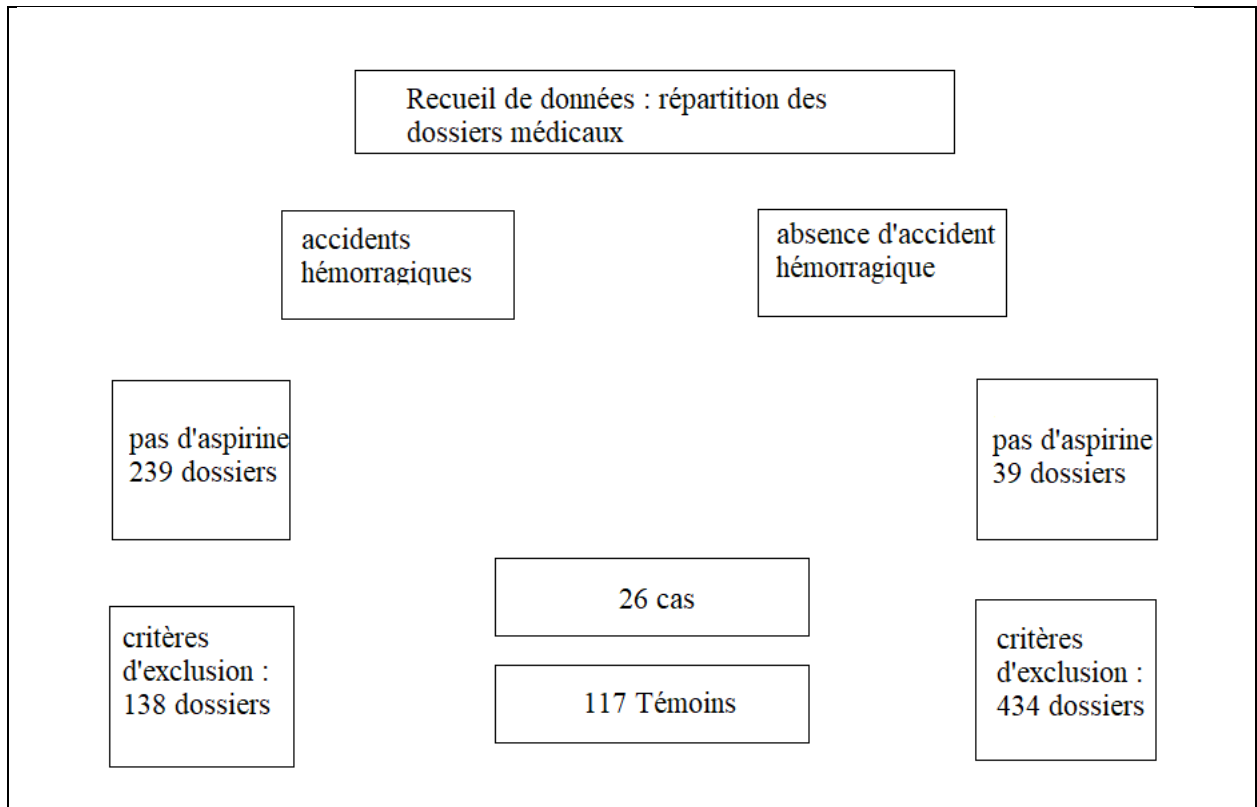 Recueil de données : répartition des
dossiers médicaux
accidents
hémorragiques
absence d'accident
hémorragique
pas d'aspirine
239 dossiers
pas d'aspirine
39 dossiers
26 cas
critères
d'exclusion :
138 dossiers
117 Témoins
critères
d'exclusion :
434 dossiers